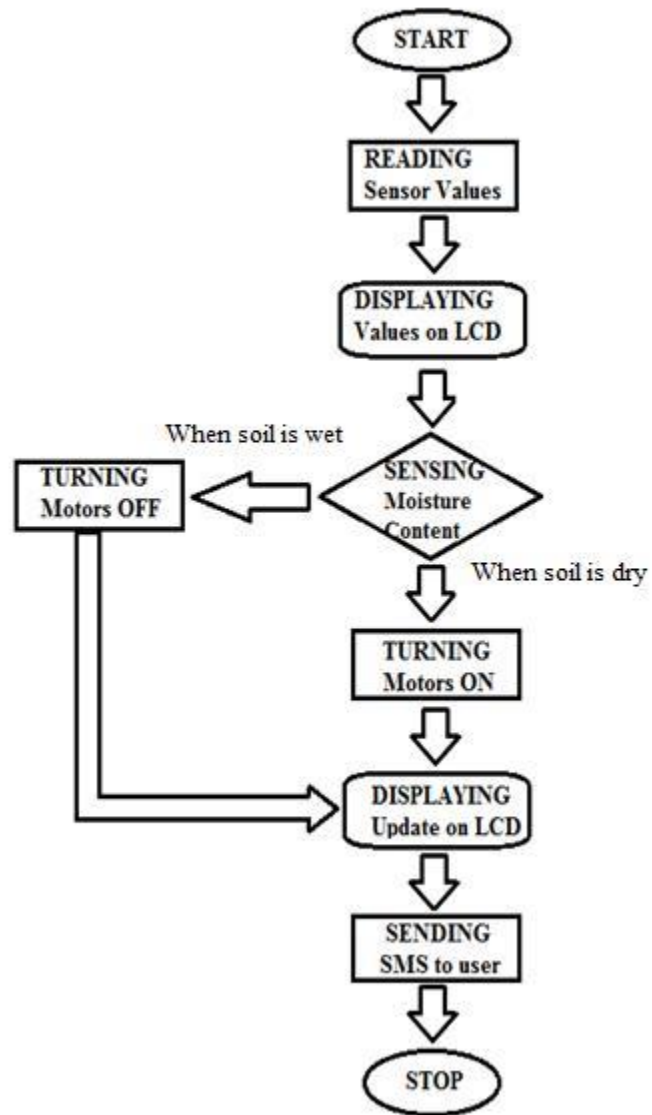 START
READING
Sensor Values
DISPLAYING
Values on LCD
When soil is wet
SENSING
Moisture
Content
TURNING
Motors OFF
When soil is dry
TURNING
Motors ON
DISPLAYING
Update on LCD
SENDING
SMS to user
STOP